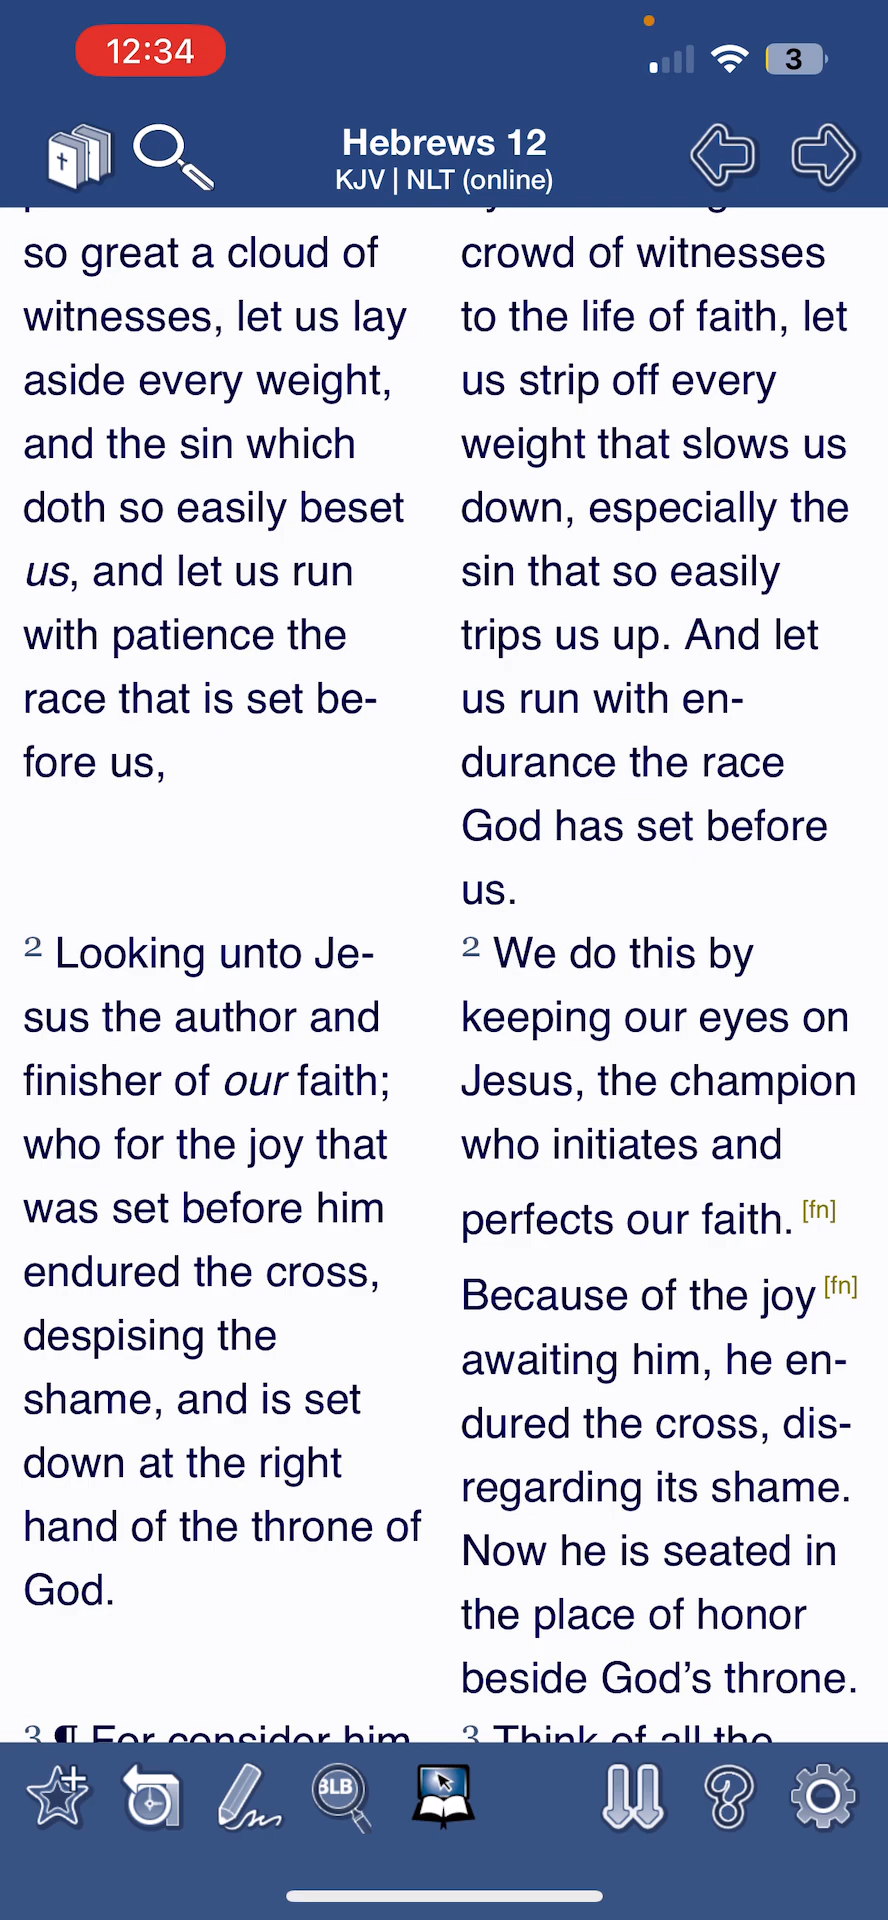 12:34
3
Hebrews 12
KJV | NLT (online)
so great a cloud of
witnesses, let us lay
aside every weight,
and the sin which
doth so easily beset
us, and let us run
with patience the
race that is set be-
fore us,
2 Looking unto Je-
sus the author and
finisher of our faith;
who for the joy that
was set before him
endured the cross,
despising the
shame, and is set
down at the right
hand of the throne of
God.
3 ¶ For consider him
crowd of witnesses
to the life of faith, let
us strip off every
weight that slows us
down, especially the
sin that so easily
trips us up. And let
us run with en-
durance the race
God has set before
us.
2 We do this by
keeping our eyes on
Jesus, the champion
who initiates and
perfects our faith. [fn]
Because of the joy [fn]
awaiting him, he en-
dured the cross, dis-
regarding its shame.
Now he is seated in
the place of honor
beside God’s throne.
3 Think of all the
BLB